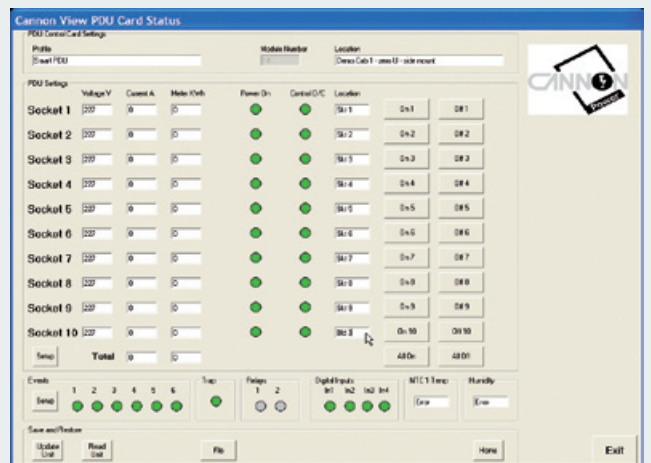 Cannon View PDU Card Status
PDU Control Card Settings
Profile Module Number Location
Smart PDU Demo Cab 1 - zero U - side mount
CANNON
Power
PDU Settings
Voltage V Current A Meter KWh Power On Control O/C Location
Socket 1 227 0 0 Skt 1 On 1 Off 1
Socket 2 227 0 0 Skt 2 On 2 Off 2
Socket 3 227 0 0 Skt 3 On 3 Off 3
Socket 4 227 0 0 Skt 4 On 4 Off 4
Socket 5 227 0 0 Skt 5 On 5 Off 5
Socket 6 227 0 0 Skt 6 On 6 Off 6
Socket 7 227 0 0 Skt 7 On 7 Off 7
Socket 8 227 0 0 Skt 8 On 8 Off 8
Socket 9 227 0 0 Skt 9 On 9 Off 9
Socket 10 227 0 0 On 10 Off 10
Setup Total 0 0 All On All Off
Events Trap Relays Digital Inputs NTC 1 Temp Humidity
1 2 3 4 5 6 1 2 In1 In2 In3 In4
Setup Error Error
Save and Restore
Update Unit Read Unit File Home Exit